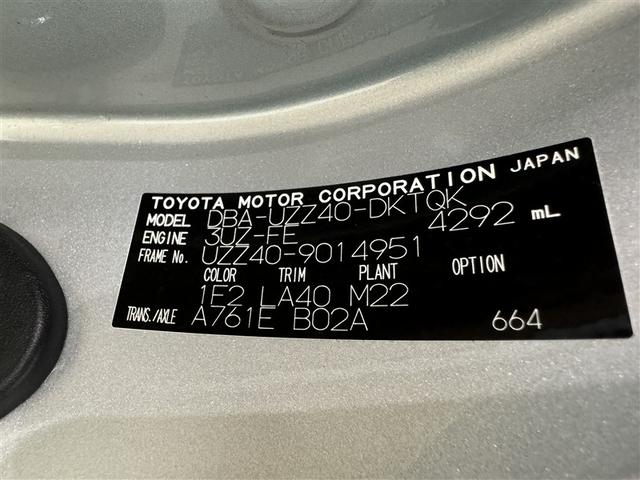 TOYOTA MOTOR CORPORATION JAPAN
MODEL DBA-UZZ40-DKTQK
ENGINE 3UZ-FE 4292 mL
FRAME No. UZZ40-9014951
COLOR TRIM PLANT OPTION
1E2 LA40 M22
TRANS./AXLE A761E B02A 664